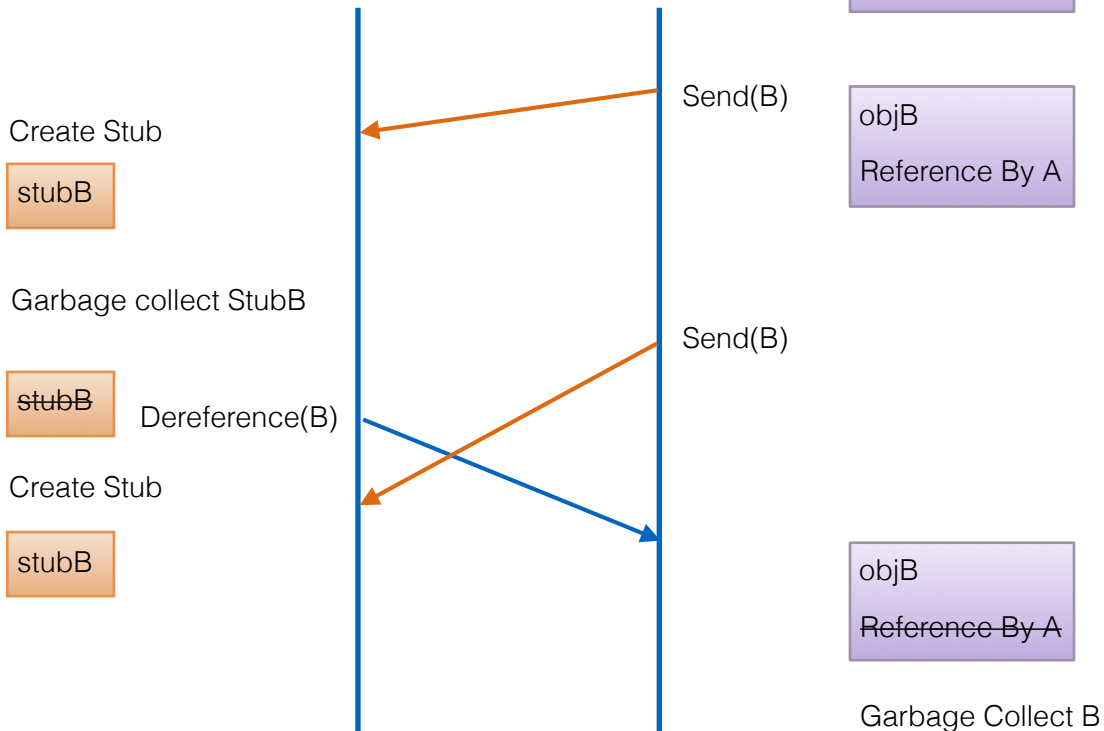 Send(B)
objB
Create Stub
Reference By A
stubB
Garbage collect StubB
Send(B)
stubB
Dereference(B)
Create Stub
stubB
objB
Reference By A
Garbage Collect B